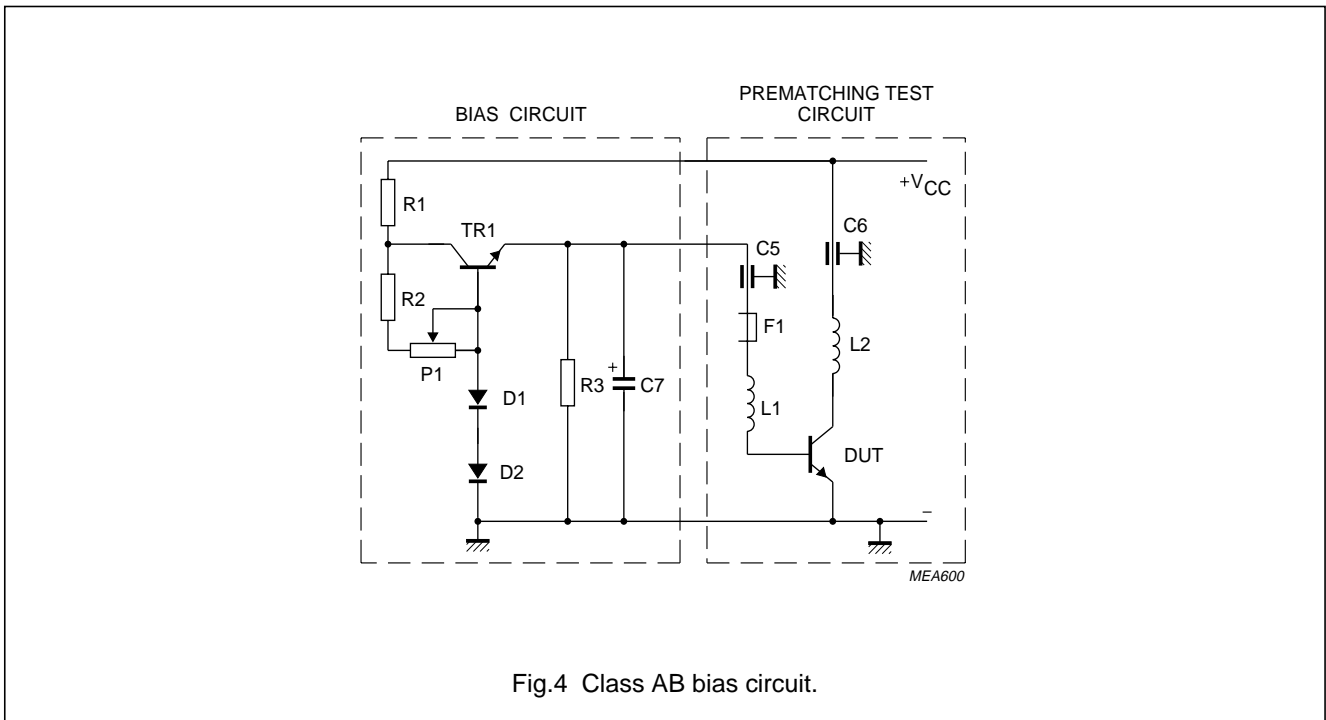 PREMATCHING TEST
CIRCUIT
BIAS CIRCUIT
+VCC
R1
TR1
C6
C5
R2
F1
L2
P1
R3
+
C7
D1
L1
DUT
D2
−
MEA600
Fig.4 Class AB bias circuit.